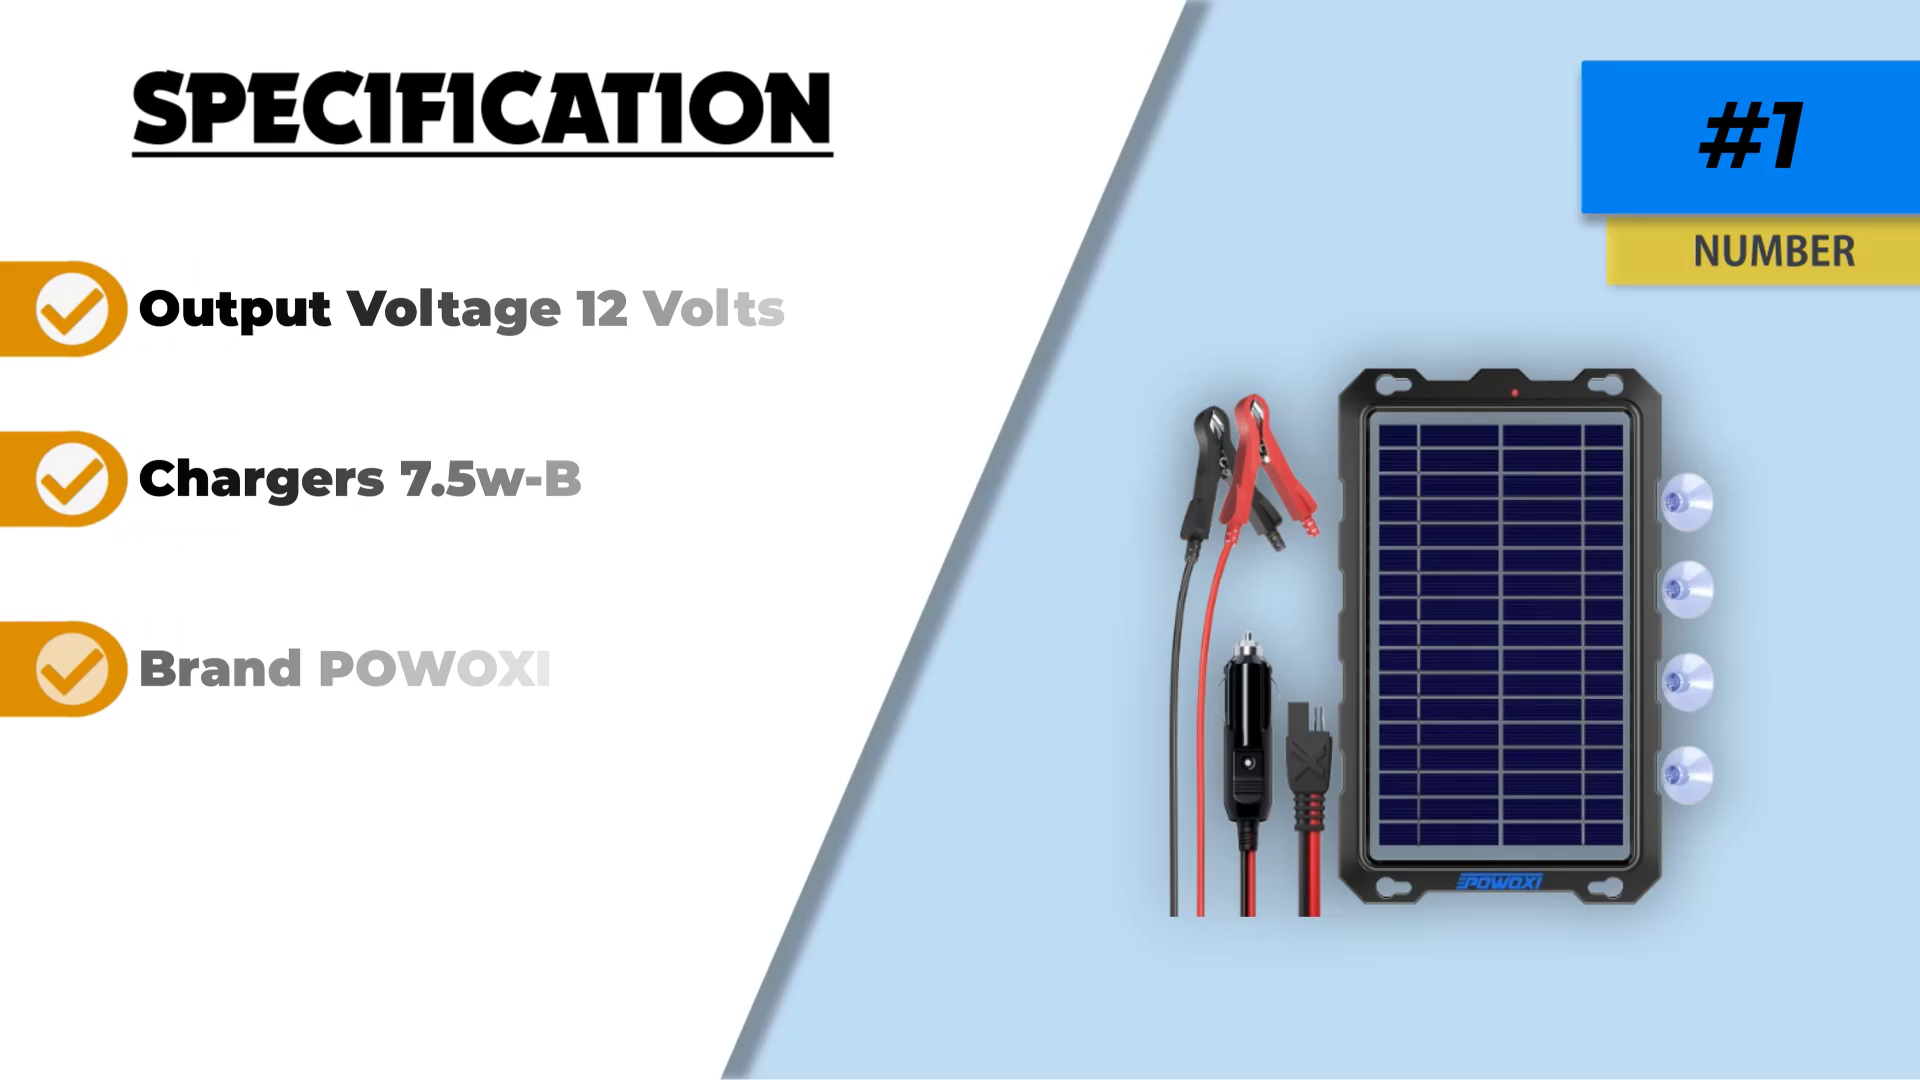 SPECIFICATION
#1
NUMBER
Output Voltage 12 Volts
Chargers 7.5w-B
Brand POWOXI
POWOXI